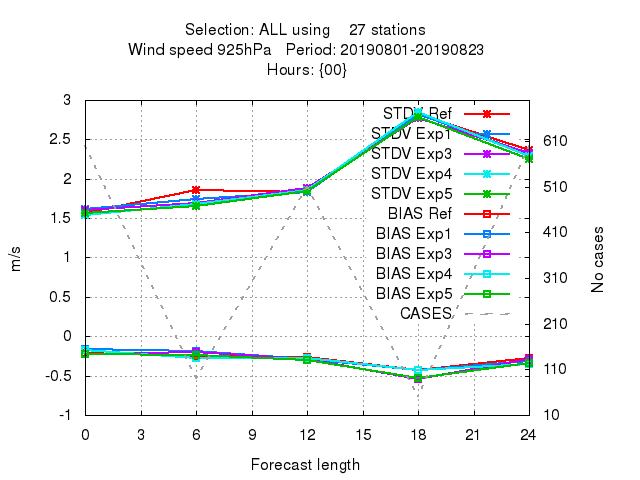 Selection: ALL using 27 stations
Wind speed 925hPa Period: 20190801-20190823
Hours: {00}
3
2.5
2
1.5
1
0.5
0
-0.5
-1
m/s
STDV Ref
STDV Exp1
STDV Exp3
STDV Exp4
STDV Exp5
BIAS Ref
BIAS Exp1
BIAS Exp3
BIAS Exp4
BIAS Exp5
CASES
610
510
410
310
210
110
10
No cases
0 3 6 9 12 15 18 21 24
Forecast length